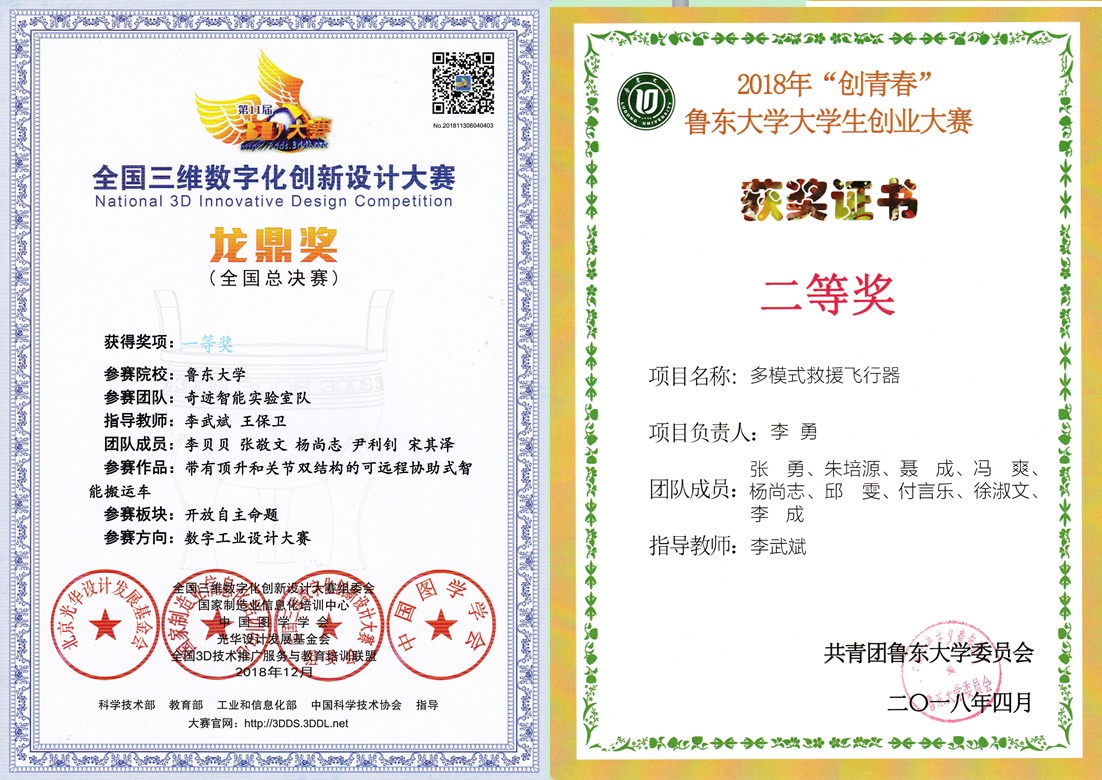 第11届
3D大赛
http://3dds.3ddl.net
No.201811306040403
全国三维数字化创新设计大赛
National 3D Innovative Design Competition
龙鼎奖
(全国总决赛)
获得奖项：一等奖
参赛院校：鲁东大学
参赛团队：奇迹智能实验室队
指导教师：李武斌 王保卫
团队成员：李贝贝 张敬文 杨尚志 尹利钊 宋其泽
参赛作品：带有顶升和关节双结构的可远程协助式智
能搬运车
参赛板块：开放自主命题
参赛方向：数字工业设计大赛
全国三维数字化创新设计大赛组委会
国家制造业信息化培训中心
中国图学学会
光华设计发展基金会
全国3D技术推广服务与教育培训联盟
2018年12月
北京光华设计发展基金会
中国图学学会
科学技术部 教育部 工业和信息化部 中国科学技术协会 指导
大赛官网：http://3DDS.3DDL.net
2018年“创青春”
鲁东大学大学生创业大赛
获奖证书
二等奖
项目名称：多模式救援飞行器
项目负责人：李 勇
团队成员：张 勇、朱培源、聂 成、冯 爽、
杨尚志、邱 雯、付言乐、徐淑文、
李 成
指导教师：李武斌
共青团鲁东大学委员会
二〇一八年四月